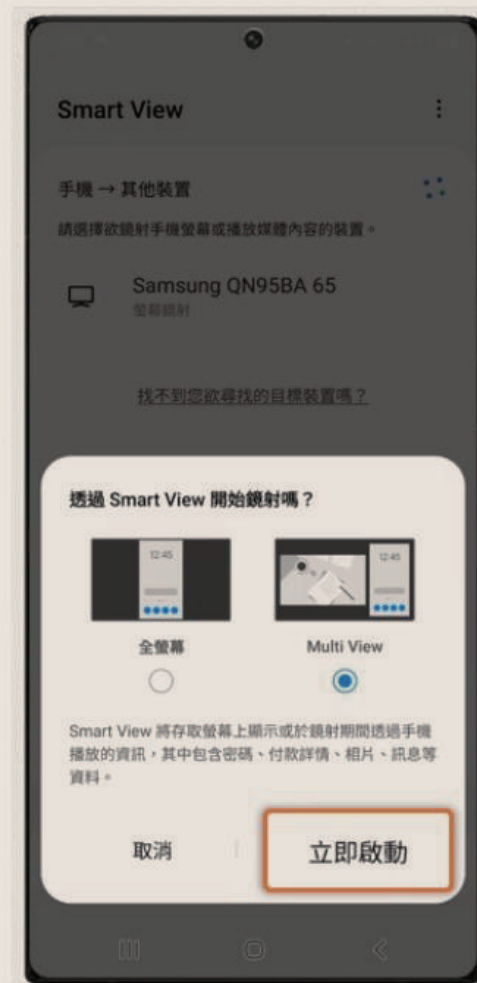 Smart View
手機 → 其他裝置
請選擇欲鏡射手機螢幕或播放媒體內容的裝置。
Samsung QN95BA 65
螢幕鏡射
找不到您欲尋找的目標裝置嗎？
透過 Smart View 開始鏡射嗎？
12:45
12:45
全螢幕
Multi View
Smart View 將存取螢幕上顯示或於鏡射期間透過手機
播放的資訊，其中包含密碼、付款詳情、相片、訊息等
資料。
取消
立即啟動